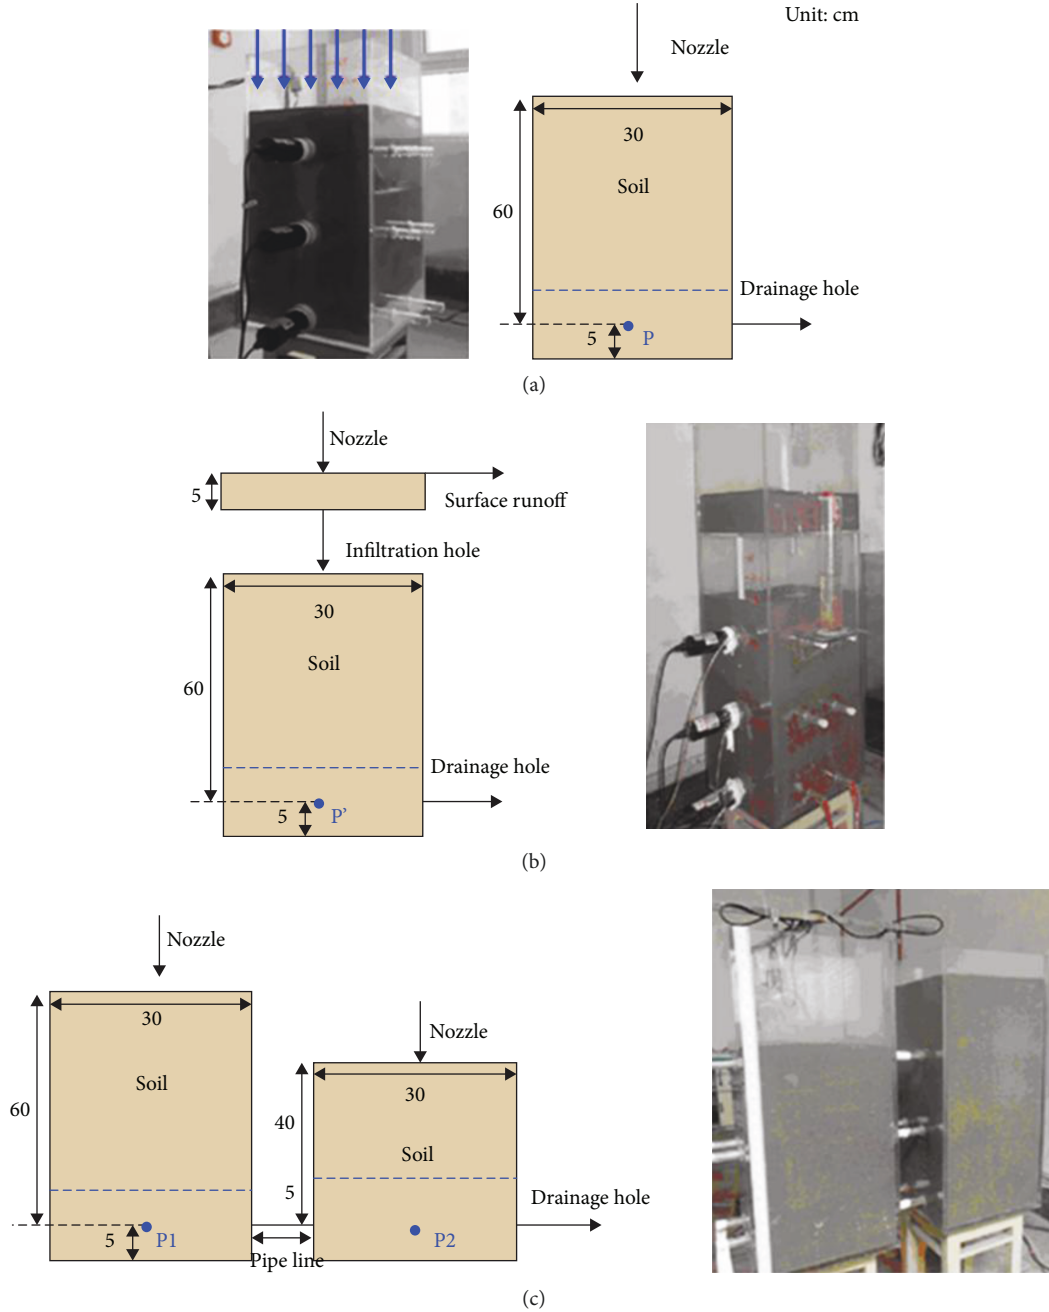 Unit: cm
Nozzle
30
Soil
60
Drainage hole
5
P
(a)
Nozzle
5
Surface runoff
Infiltration hole
30
Soil
60
Drainage hole
5
P’
(b)
Nozzle
30
Nozzle
Soil
30
60
40
Soil
5
Drainage hole
5
P1
P2
Pipe line
(c)